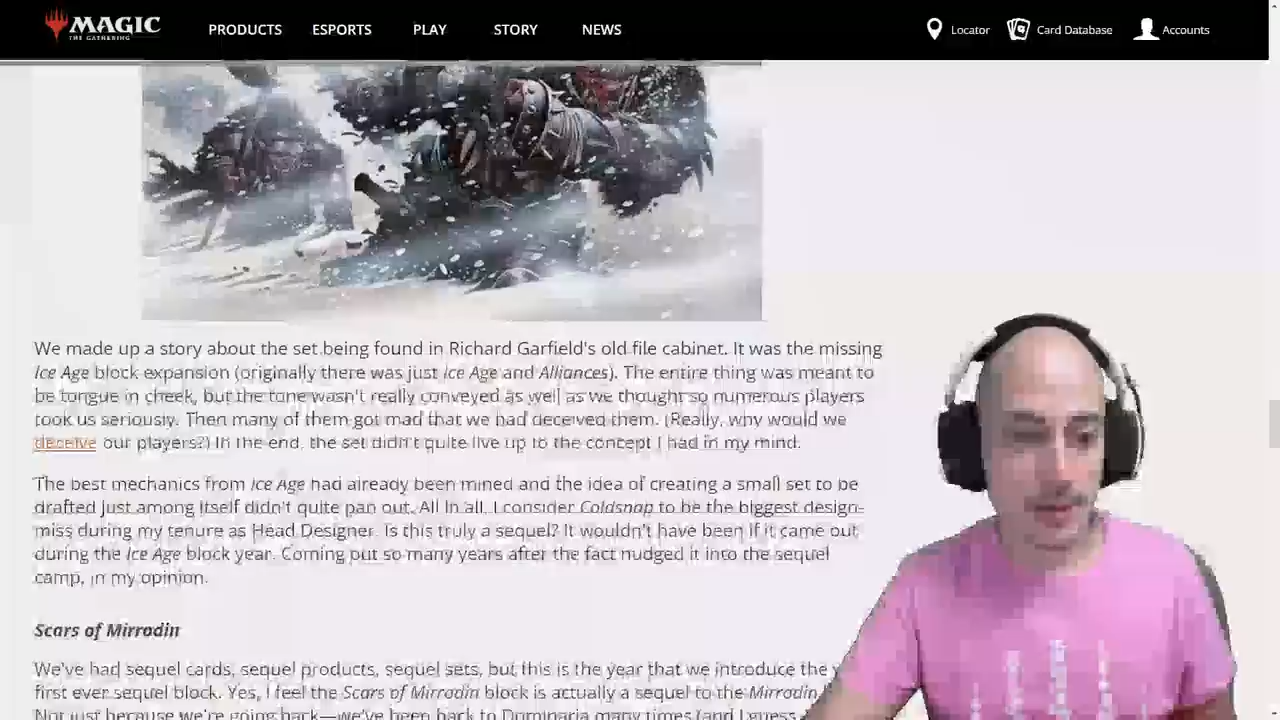 MAGIC
THE GATHERING
PRODUCTS ESPORTS PLAY STORY NEWS Locator Card Database Accounts
We made up a story about the set being found in Richard Garfield's old file cabinet. It was the missing
Ice Age block expansion (originally there was just Ice Age and Alliances). The entire thing was meant to
be tongue in cheek, but the tone wasn't really conveyed as well as we thought so numerous players
took us seriously. Then many of them got mad that we had deceived them. (Really, why would we
deceive our players?) In the end, the set didn't quite live up to the concept I had in my mind.
The best mechanics from Ice Age had already been mined and the idea of creating a small set to be
drafted just among itself didn't quite pan out. All in all, I consider Coldsnap to be the biggest design-
miss during my tenure as Head Designer. Is this truly a sequel? It wouldn't have been if it came out
during the Ice Age block year. Coming out so many years after the fact nudged it into the sequel
camp, in my opinion.
Scars of Mirrodin
We've had sequel cards, sequel products, sequel sets, but this is the year that we introduce the
first ever sequel block. Yes, I feel the Scars of Mirrodin block is actually a sequel to the Mirrodin
Not just because we're going back—we've been back to Dominaria many times (and I guess